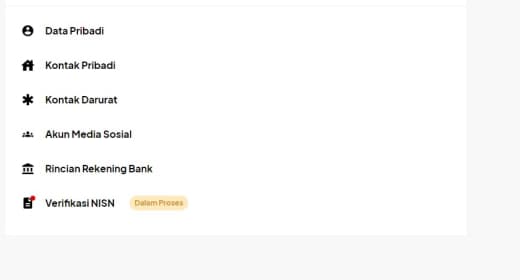 Data Pribadi
Kontak Pribadi
Kontak Darurat
Akun Media Sosial
Rincian Rekening Bank
Verifikasi NISN Dalam Proses